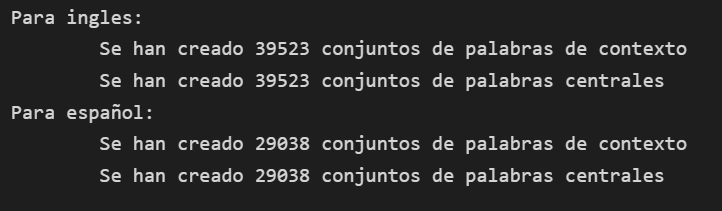 Para ingles:
Se han creado 39523 conjuntos de palabras de contexto
Se han creado 39523 conjuntos de palabras centrales
Para español:
Se han creado 29038 conjuntos de palabras de contexto
Se han creado 29038 conjuntos de palabras centrales